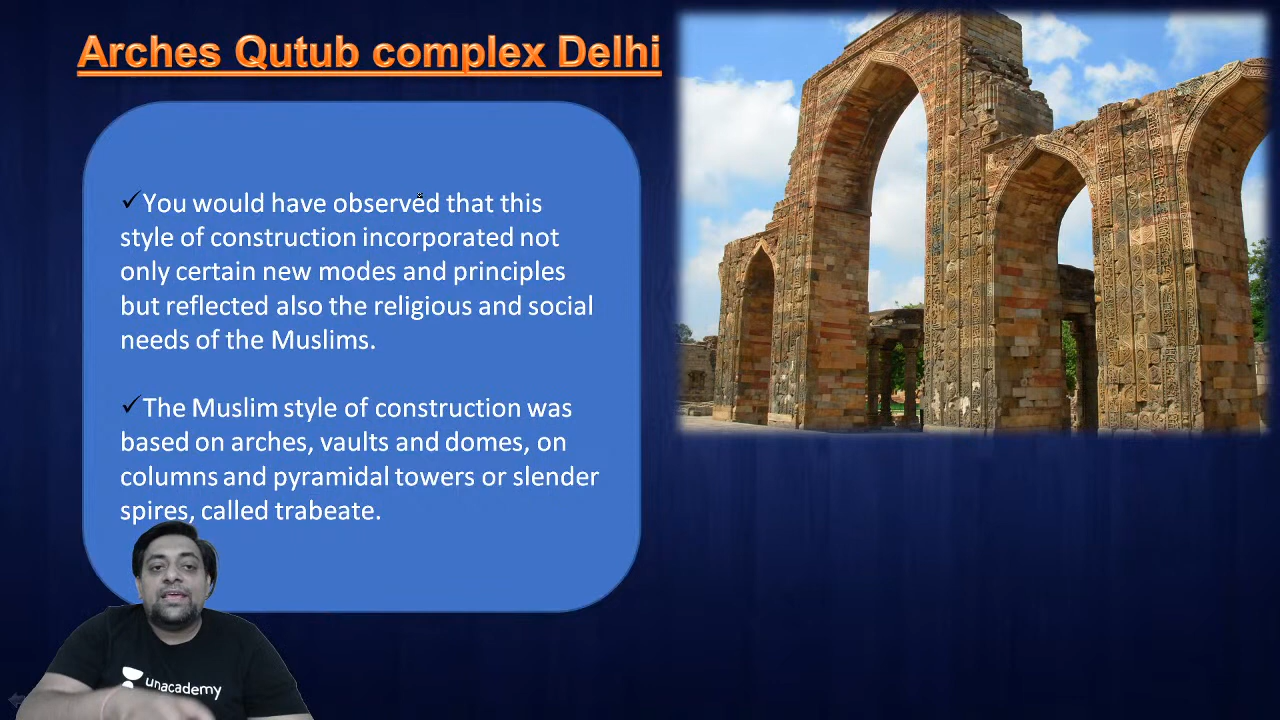 Arches Qutub complex Delhi
✓You would have observed that this
style of construction incorporated not
only certain new modes and principles
but reflected also the religious and social
needs of the Muslims.
✓The Muslim style of construction was
based on arches, vaults and domes, on
columns and pyramidal towers or slender
spires, called trabeate.
unacademy